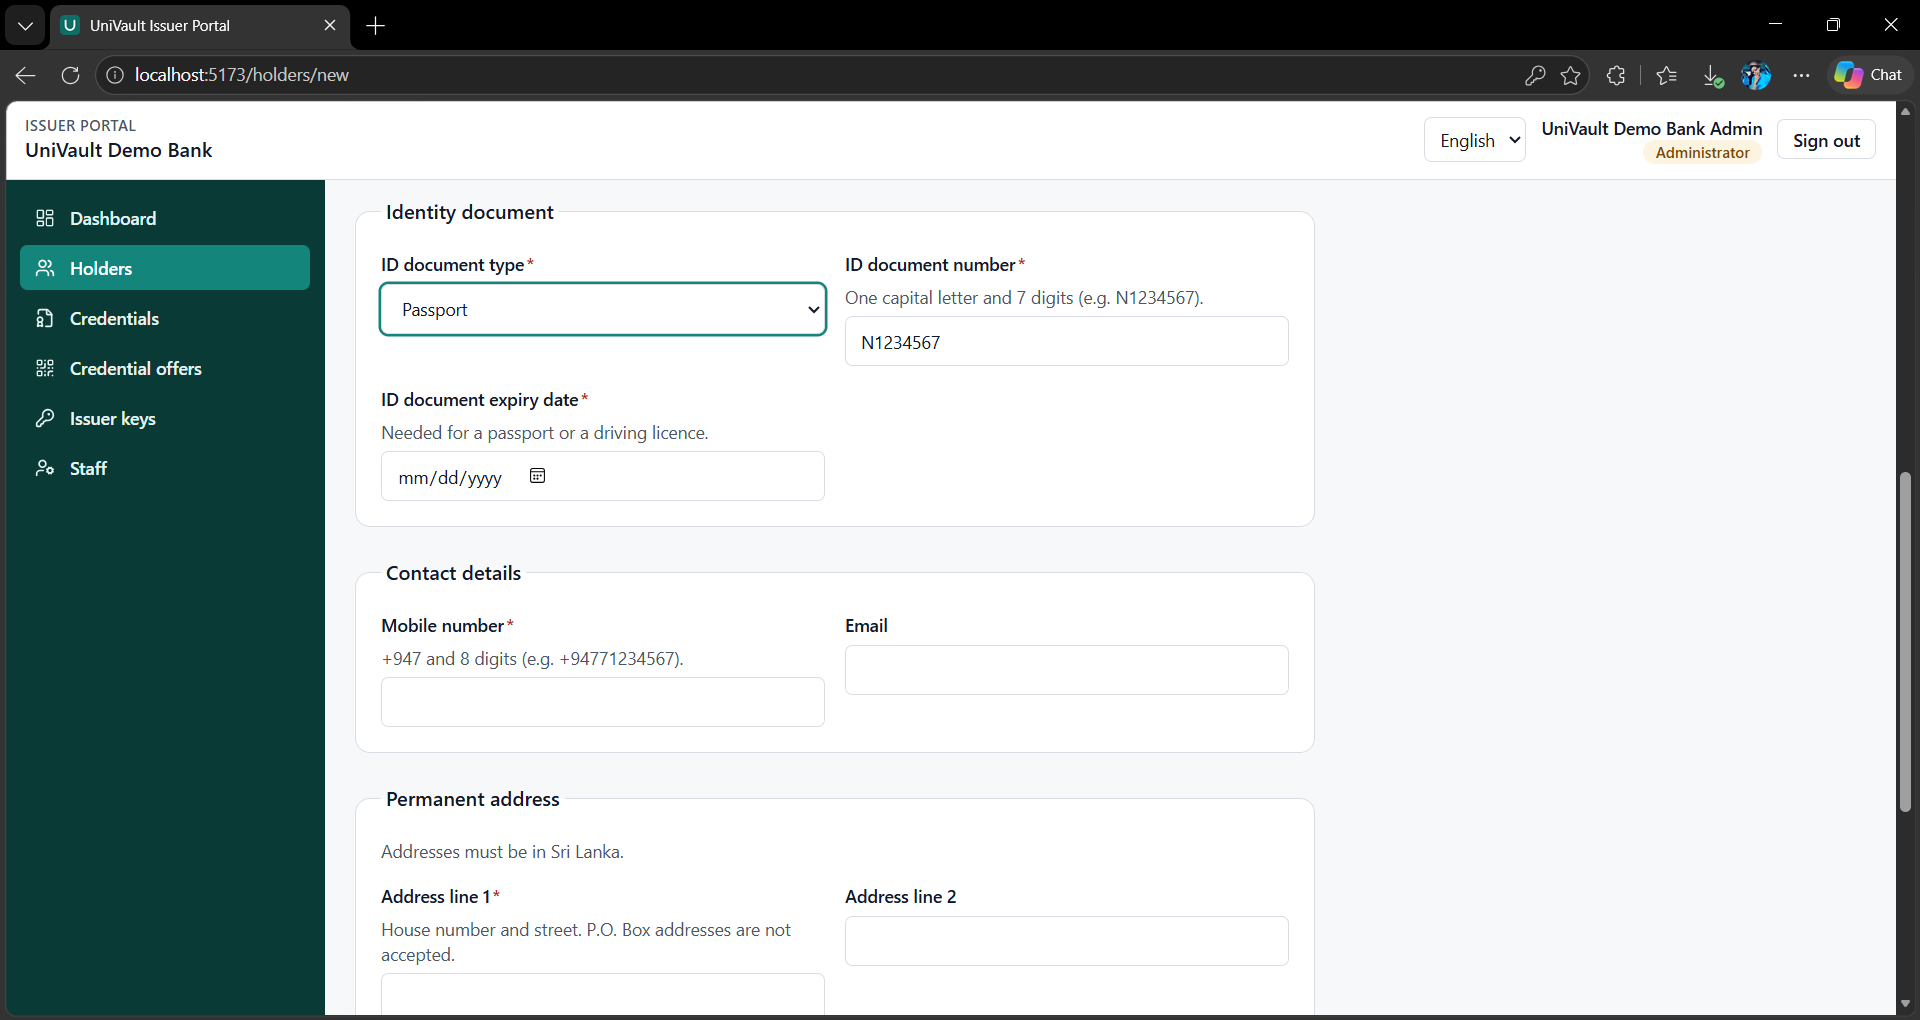 UniVault Issuer Portal
localhost:5173/holders/new
Chat
ISSUER PORTAL
UniVault Demo Bank
English
UniVault Demo Bank Admin
Administrator
Sign out
Dashboard
Holders
Credentials
Credential offers
Issuer keys
Staff
Identity document
ID document type*
Passport
ID document number*
One capital letter and 7 digits (e.g. N1234567).
N1234567
ID document expiry date*
Needed for a passport or a driving licence.
mm/dd/yyyy
Contact details
Mobile number*
+947 and 8 digits (e.g. +94771234567).
Email
Permanent address
Addresses must be in Sri Lanka.
Address line 1*
House number and street. P.O. Box addresses are not
accepted.
Address line 2